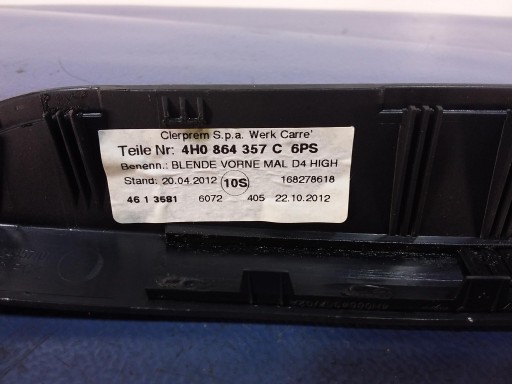 Clerprem S.p.a. Werk Carre'
Teile Nr: 4H0 864 357 C 6PS
Benenn.: BLENDE VORNE MAL D4 HIGH
Stand: 20.04.2012 10S 168278618
46 1 3581 6072 405 22.10.2012